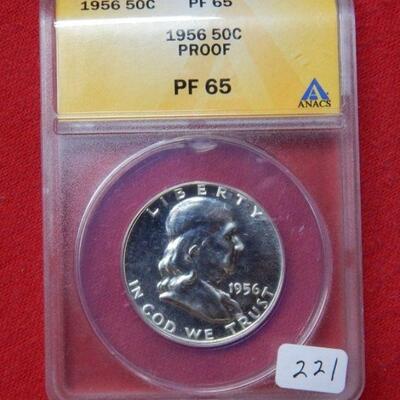 1956 50C PF 65
1956 50C
PROOF
PF 65
ANACS
LIBERTY
1956
IN GOD WE TRUST
221